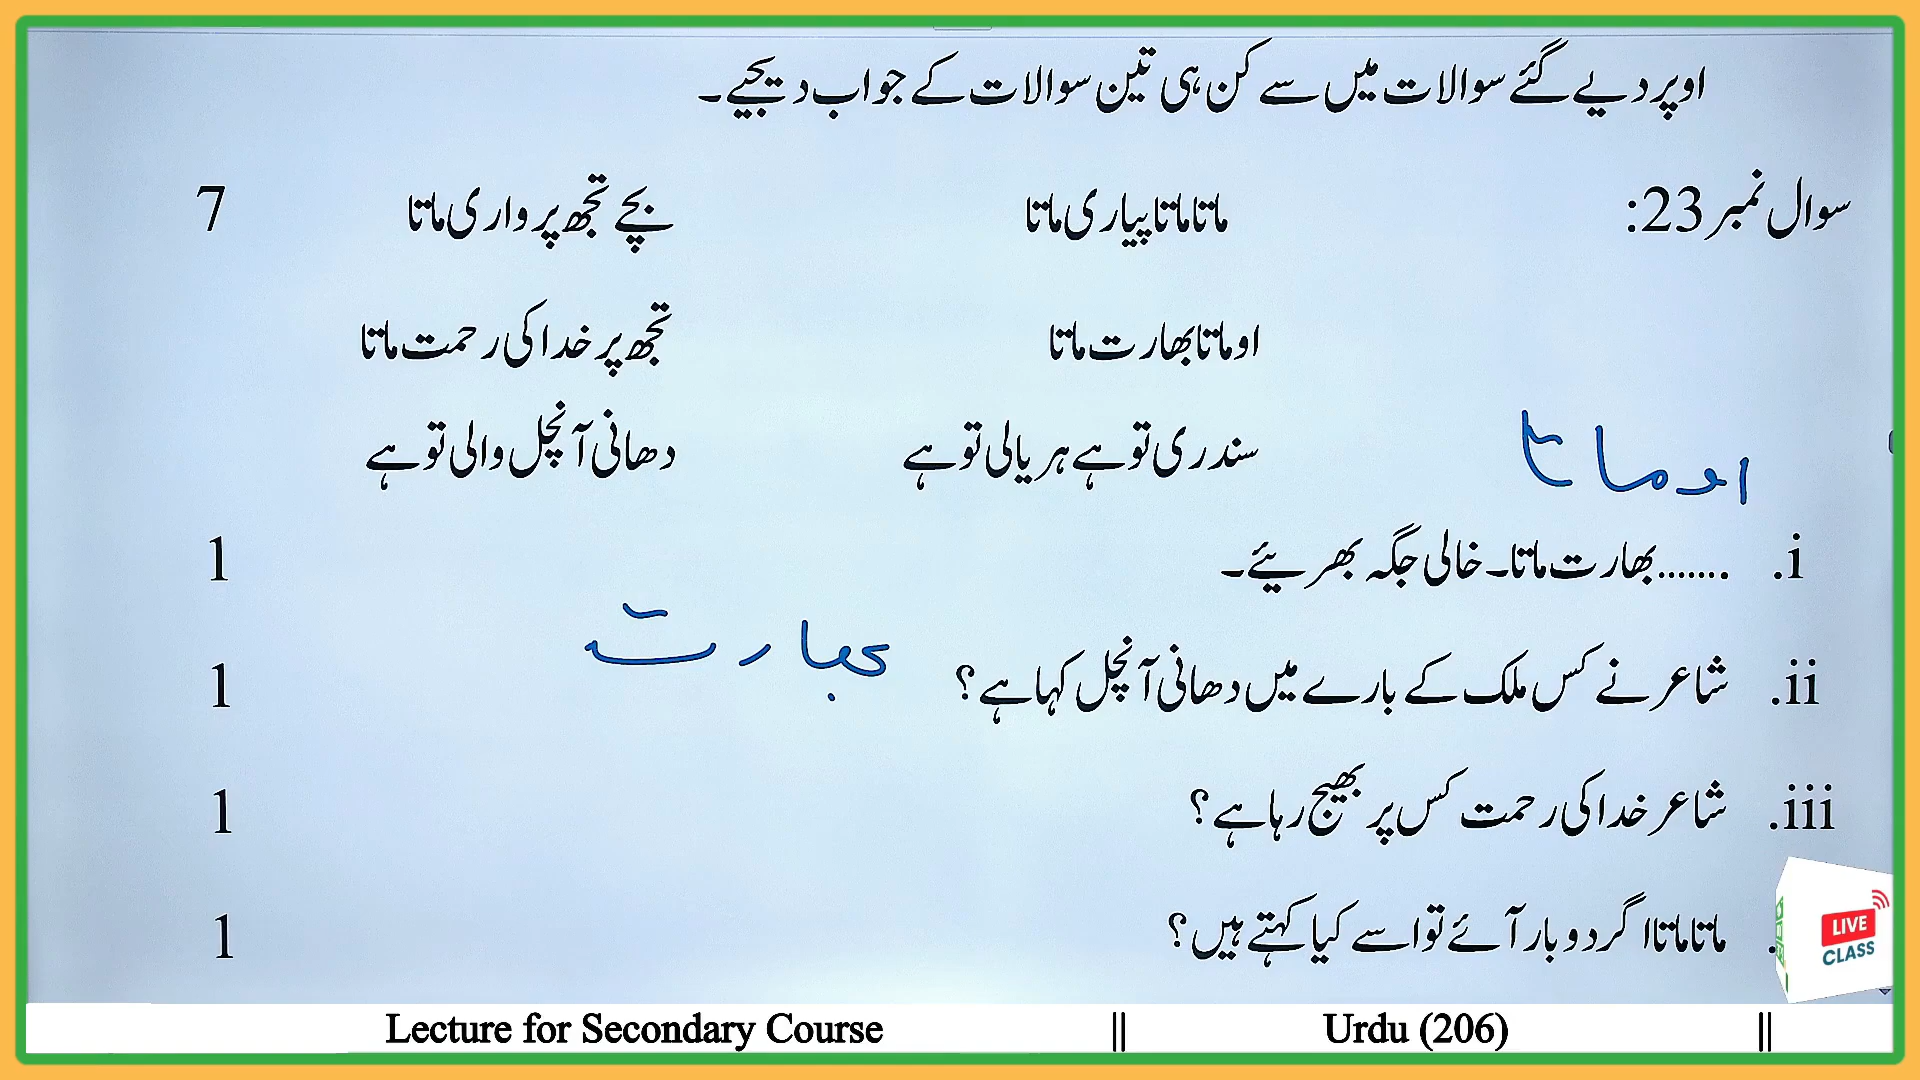 اوپر دیے گئے سوالات میں سے کن ہی تین سوالات کے جواب دیجیے۔
سوال نمبر 23: ماتا ماتا پیاری ماتا بچے تجھ پر واری ماتا 7
او ماتا بھارت ماتا تجھ پر خدا کی رحمت ماتا
سندری تو ہے ہریالی تو ہے دھانی آنچل والی تو ہے
او ماتا
i. .......بھارت ماتا۔ خالی جگہ بھریئے۔ 1
بھارت
ii. شاعر نے کس ملک کے بارے میں دھانی آنچل کہا ہے؟ 1
iii. شاعر خدا کی رحمت کس پر بھیج رہا ہے؟ 1
ماتا ماتا اگر دو بار آئے تو اسے کیا کہتے ہیں؟ 1
LIVE
CLASS
Lecture for Secondary Course || Urdu (206) ||